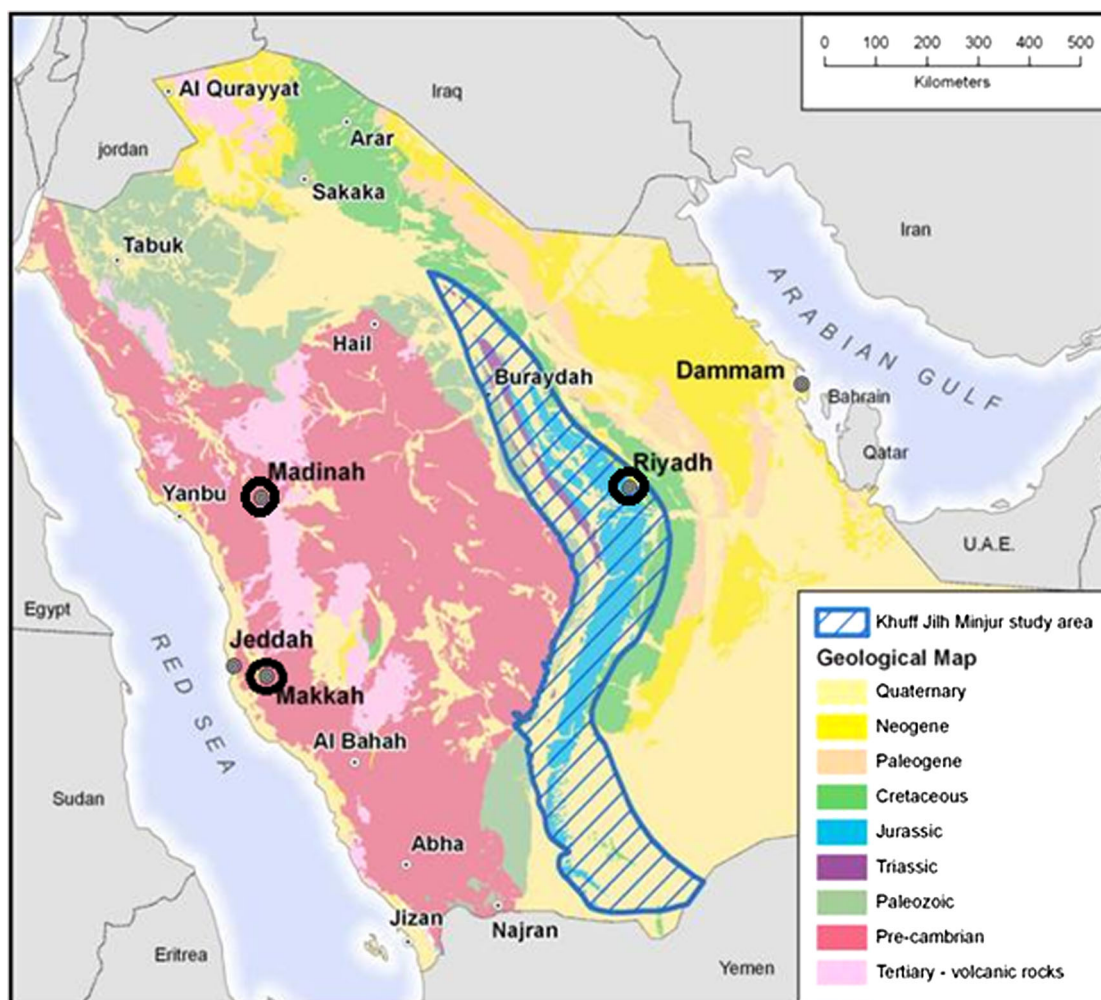 0 100 200 300 400 500
Kilometers
Al Qurayyat
Iraq
Arar
jordan
Sakaka
Iran
Tabuk
ARABIAN GULF
Hail
Buraydah
Dammam
Bahrain
Qatar
Riyadh
Madinah
Yanbu
U.A.E.
Egypt
Jeddah
RED SEA
Makkah
Al Bahah
Sudan
Abha
Jizan
Najran
Eritrea
Yemen
Khuff Jilh Minjur study area
Geological Map
Quaternary
Neogene
Paleogene
Cretaceous
Jurassic
Triassic
Paleozoic
Pre-cambrian
Tertiary - volcanic rocks